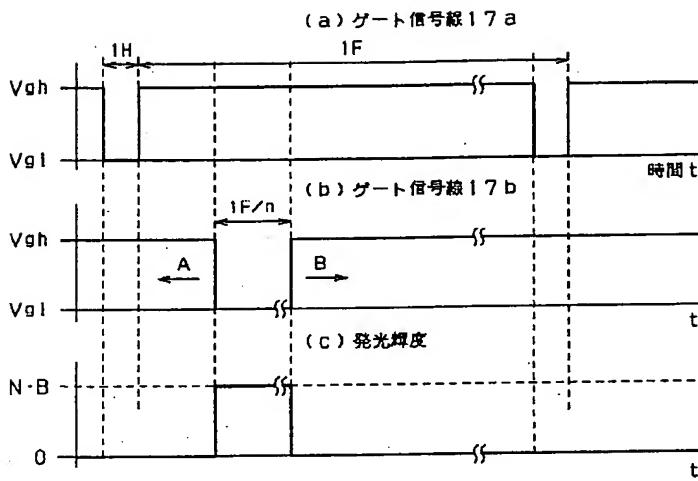 (a)ゲート信号線17a
1H
1F
Vgh
Vgl
時間t
(b)ゲート信号線17b
1F/n
Vgh
A
B
Vgl
t
(c)発光輝度
N·B
0
t